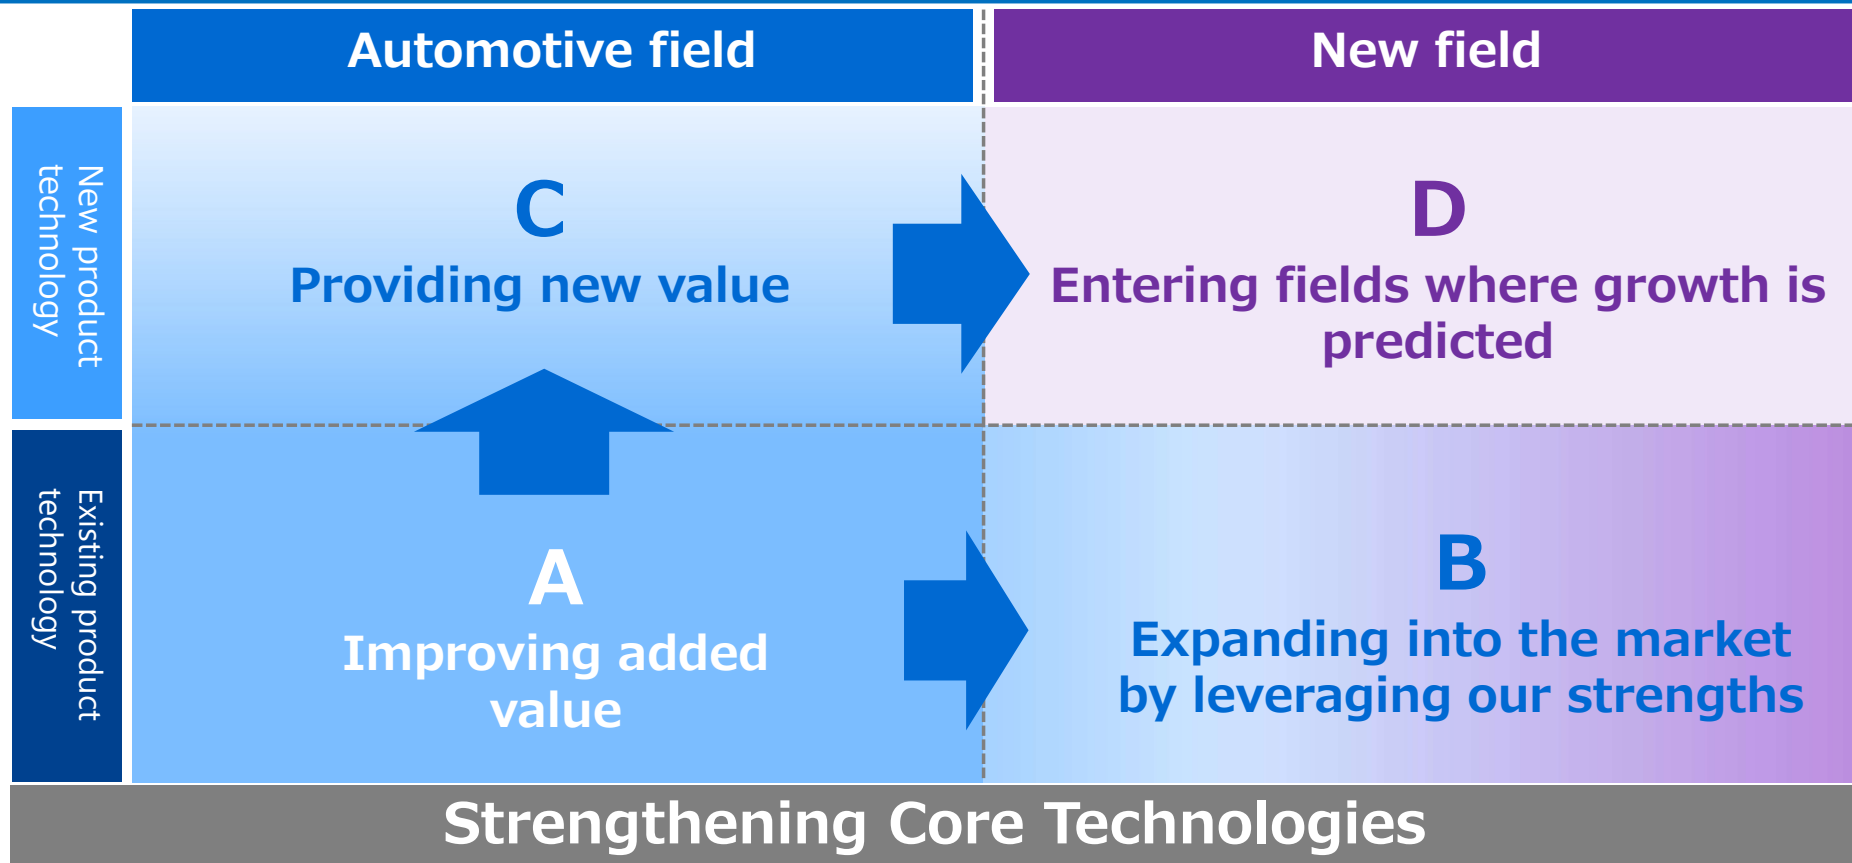 Automotive field
New field
New product
technology
C
Providing new value
D
Entering fields where growth is
predicted
Existing product
technology
A
Improving added
value
B
Expanding into the market
by leveraging our strengths
Strengthening Core Technologies